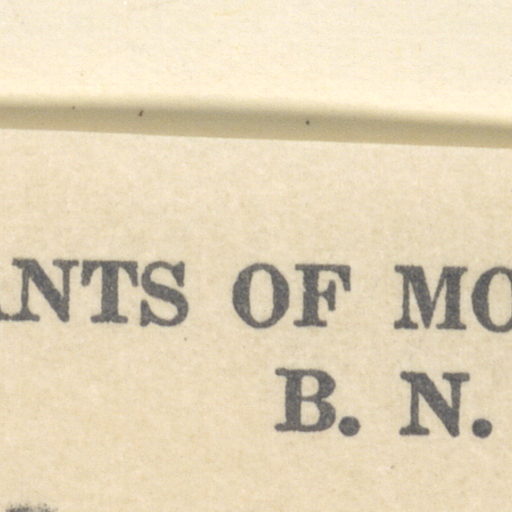 ANTS OF MO
B. N.